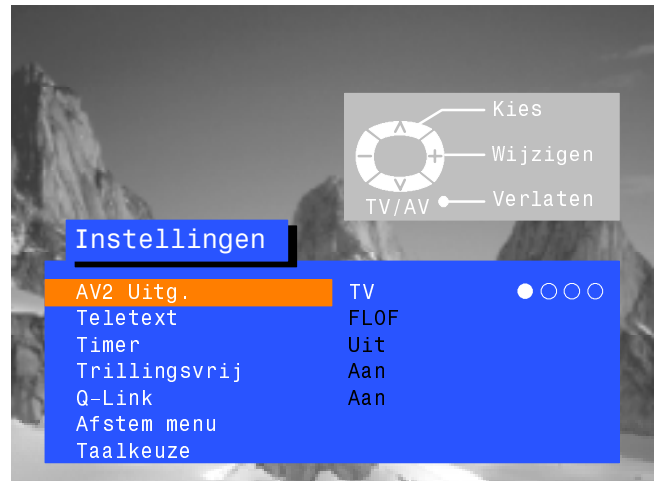 Kies
Wijzigen
TV/AV Verlaten
Instellingen
AV2 Uitg. TV
Teletext FLOF
Timer Uit
Trillingsvrij Aan
Q-Link Aan
Afstem menu
Taalkeuze